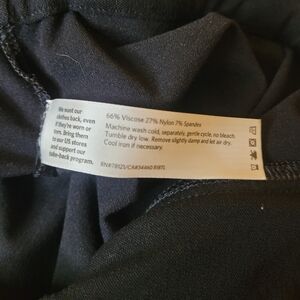 We want our
clothes back, even
if they're worn or
torn. Bring them
to our US stores
and support our
take-back program.
66% Viscose 27% Nylon 7% Spandex
Machine wash cold, separately, gentle cycle, no bleach.
Tumble dry low. Remove slightly damp and let air dry.
Cool iron if necessary.